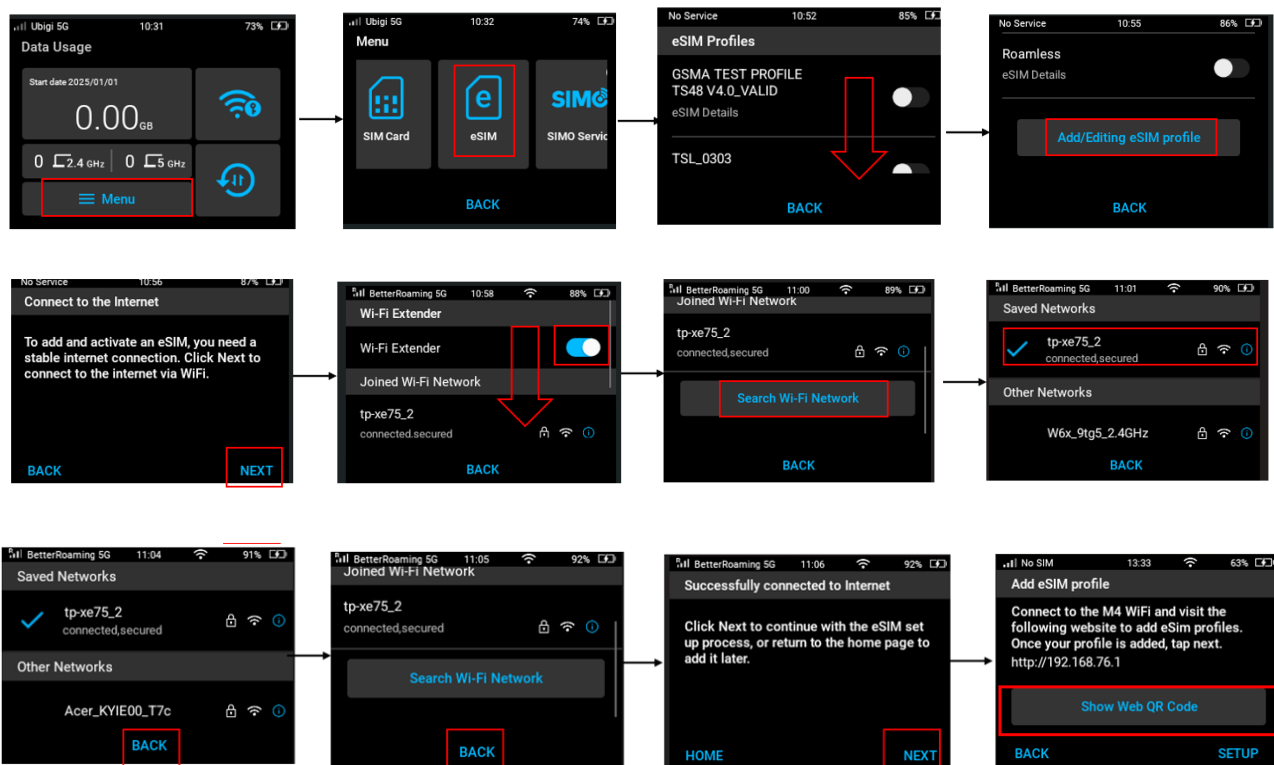 Ubigi 5G 10:31 73%
Data Usage
Start date 2025/01/01
0.00GB
0 2.4 GHz 0 5 GHz
Menu
Ubigi 5G 10:32 74%
Menu
SIM Card
e
eSIM
SIMO
SIMO Servic
BACK
No Service 10:52 85%
eSIM Profiles
GSMA TEST PROFILE
TS48 V4.0_VALID
eSIM Details
TSL_0303
BACK
No Service 10:55 86%
Roamless
eSIM Details
Add/Editing eSIM profile
BACK
No Service 10:56 87%
Connect to the Internet
To add and activate an eSIM, you need a
stable internet connection. Click Next to
connect to the internet via WiFi.
BACK NEXT
R BetterRoaming 5G 10:58 88%
Wi-Fi Extender
Wi-Fi Extender
Joined Wi-Fi Network
tp-xe75_2
connected.secured
BACK
R BetterRoaming 5G 11:00 89%
Joined Wi-Fi Network
tp-xe75_2
connected,secured
Search Wi-Fi Network
BACK
R BetterRoaming 5G 11:01 90%
Saved Networks
tp-xe75_2
connected,secured
Other Networks
W6x_9tg5_2.4GHz
BACK
R BetterRoaming 5G 11:04 91%
Saved Networks
tp-xe75_2
connected,secured
Other Networks
Acer_KYIE00_T7c
BACK
R BetterRoaming 5G 11:05 92%
Joined Wi-Fi Network
tp-xe75_2
connected,secured
Search Wi-Fi Network
BACK
R BetterRoaming 5G 11:06 92%
Successfully connected to Internet
Click Next to continue with the eSIM set
up process, or return to the home page to
add it later.
HOME NEXT
No SIM 13:33 63%
Add eSIM profile
Connect to the M4 WiFi and visit the
following website to add eSim profiles.
Once your profile is added, tap next.
http://192.168.76.1
Show Web QR Code
BACK SETUP